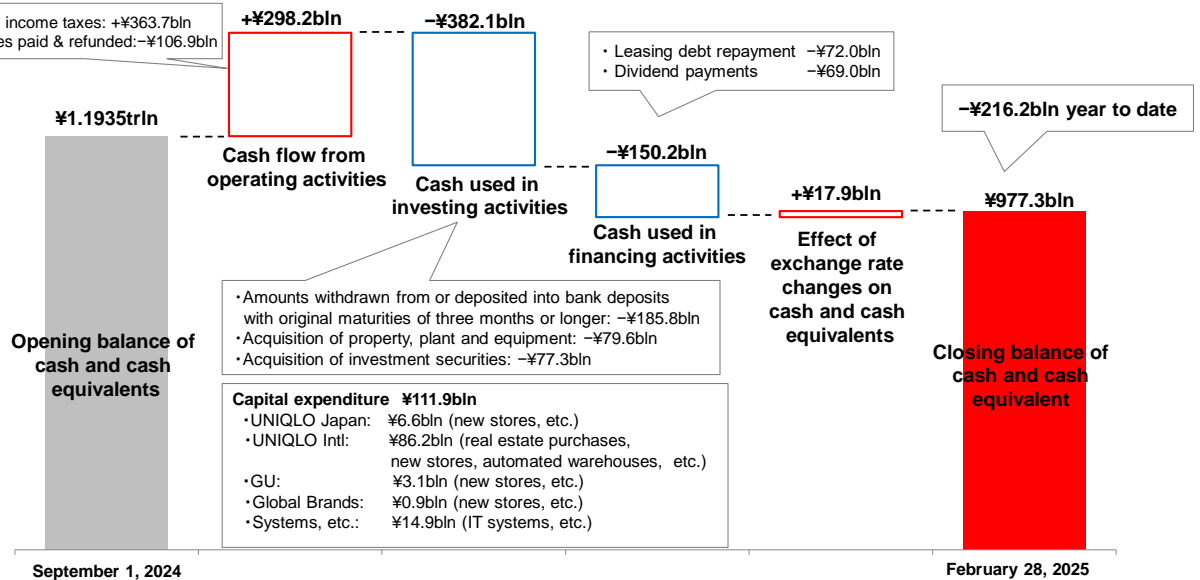 income taxes: +¥363.7bln
es paid & refunded:−¥106.9bln
+¥298.2bln
−¥382.1bln
・Leasing debt repayment −¥72.0bln
・Dividend payments −¥69.0bln
¥1.1935trln
−¥216.2bln year to date
Cash flow from
operating activities
Cash used in
investing activities
−¥150.2bln
Cash used in
financing activities
+¥17.9bln
Effect of
exchange rate
changes on
cash and cash
equivalents
¥977.3bln
・Amounts withdrawn from or deposited into bank deposits
with original maturities of three months or longer: −¥185.8bln
・Acquisition of property, plant and equipment: −¥79.6bln
・Acquisition of investment securities: −¥77.3bln
Opening balance of
cash and cash
equivalents
Closing balance of
cash and cash
equivalent
Capital expenditure ¥111.9bln
・UNIQLO Japan: ¥6.6bln (new stores, etc.)
・UNIQLO Intl: ¥86.2bln (real estate purchases,
new stores, automated warehouses, etc.)
・GU: ¥3.1bln (new stores, etc.)
・Global Brands: ¥0.9bln (new stores, etc.)
・Systems, etc.: ¥14.9bln (IT systems, etc.)
September 1, 2024
February 28, 2025